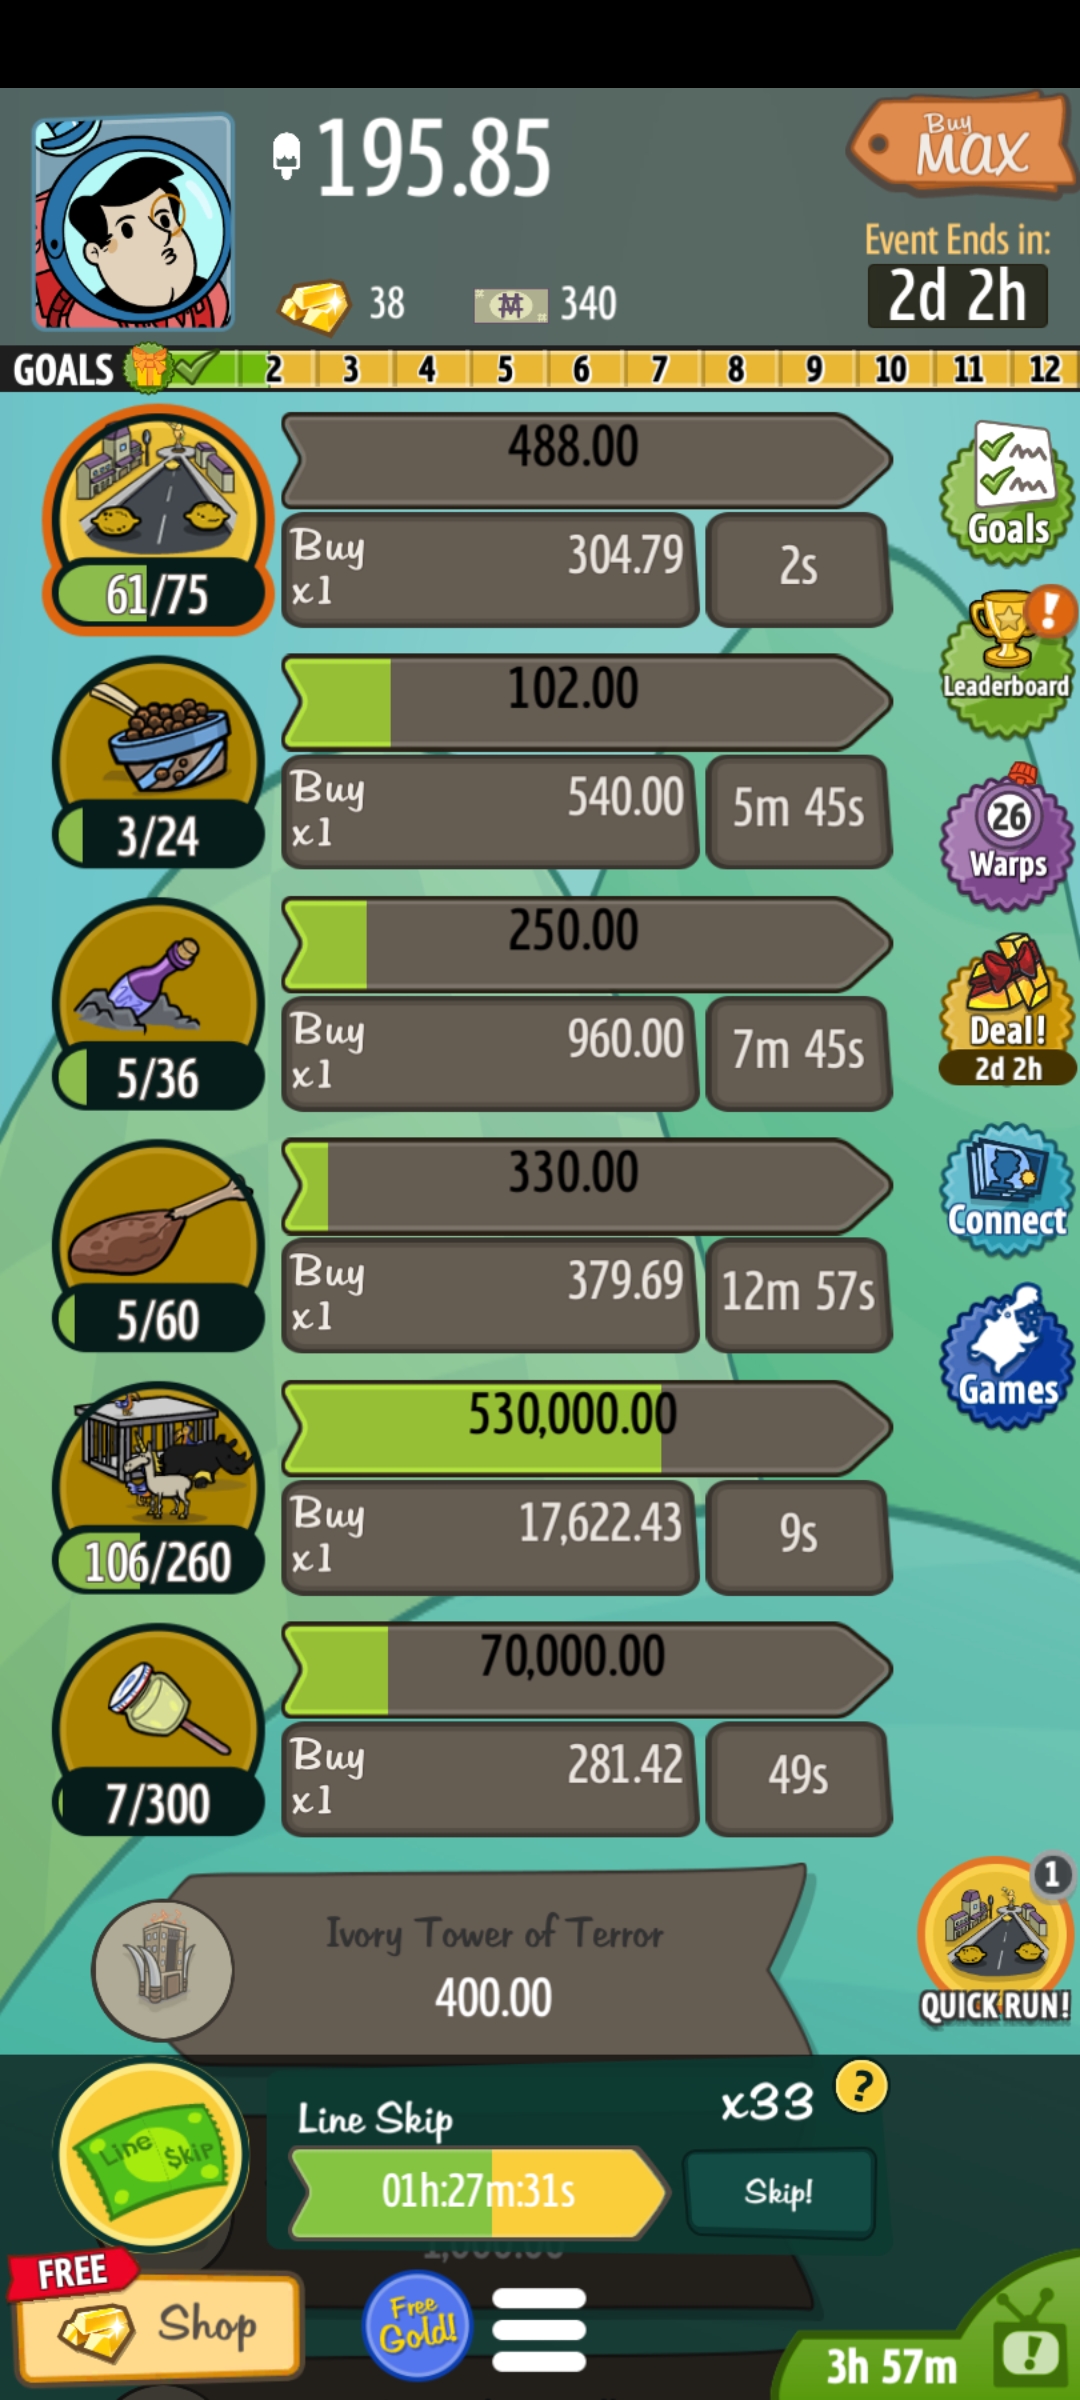 195.85
Buy
MAX
Event Ends in:
2d 2h
38
340
GOALS 2 3 4 5 6 7 8 9 10 11 12
488.00
Buy
x1
304.79
2s
61/75
Goals
102.00
Buy
x1
540.00
5m 45s
3/24
!
Leaderboard
250.00
Buy
x1
960.00
7m 45s
5/36
26
Warps
Deal!
2d 2h
330.00
Buy
x1
379.69
12m 57s
5/60
Connect
Games
530,000.00
Buy
x1
17,622.43
9s
106/260
70,000.00
Buy
x1
281.42
49s
7/300
Ivory Tower of Terror
400.00
1
QUICK RUN!
Line Skip
Line Skip
x33
?
01h:27m:31s
Skip!
1,000.00
FREE
Shop
Free
Gold!
3h 57m
!